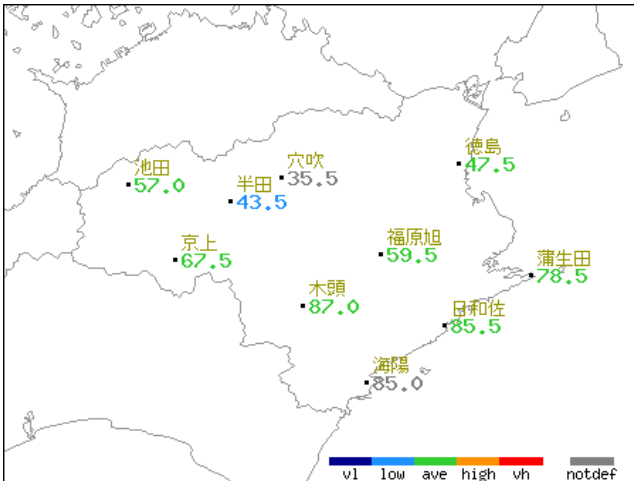 徳島
47.5
穴吹
35.5
池田
57.0
半田
43.5
京上
67.5
福原旭
59.5
蒲生田
78.5
木頭
87.0
日和佐
85.5
海陽
85.0
vl low ave high vh notdef